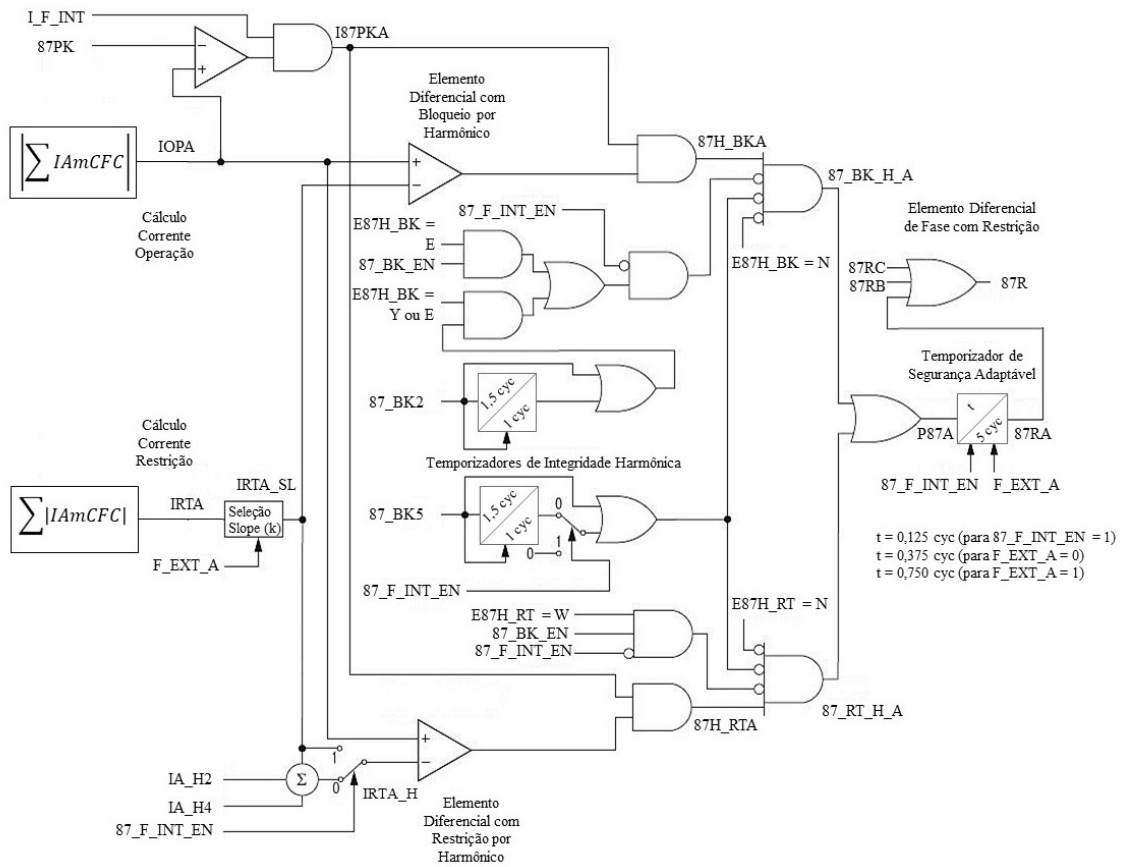 I_F_INT
87PK
I87PKA
|∑ IAmCFC|
IOPA
Cálculo
Corrente
Operação
Elemento
Diferencial com
Bloqueio por
Harmônico
87H_BKA
87_BK_H_A
87_F_INT_EN
E87H_BK =
E
87_BK_EN
E87H_BK =
Y ou E
E87H_BK = N
Elemento Diferencial
de Fase com Restrição
87RC
87RB
87R
87_BK2
1,5 cyc
1 cyc
Temporizador de
Segurança Adaptável
P87A
t
5 cyc
87RA
87_F_INT_EN
F_EXT_A
Temporizadores de Integridade Harmônica
Cálculo
Corrente
Restrição
∑|IAmCFC|
IRTA
IRTA_SL
Seleção
Slope (k)
F_EXT_A
87_BK5
1,5 cyc
1 cyc
0
1
0
87_F_INT_EN
t = 0,125 cyc (para 87_F_INT_EN = 1)
t = 0,375 cyc (para F_EXT_A = 0)
t = 0,750 cyc (para F_EXT_A = 1)
E87H_RT = N
E87H_RT = W
87_BK_EN
87_F_INT_EN
87H_RTA
87_RT_H_A
1
0
Σ
IA_H2
IA_H4
87_F_INT_EN
IRTA_H
Elemento
Diferencial com
Restrição por
Harmônico